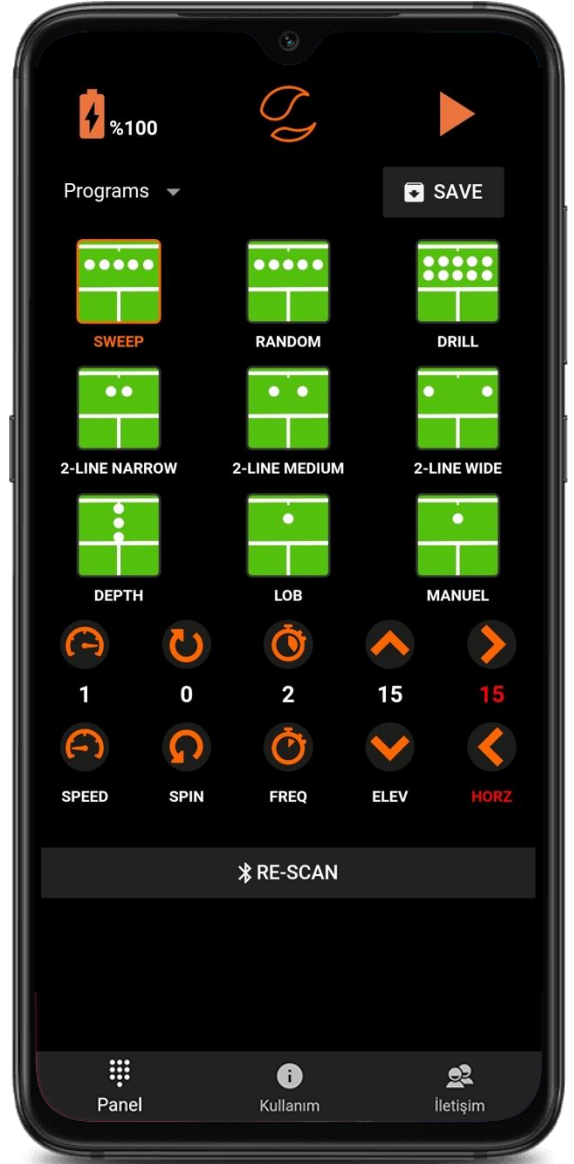 %100
Programs
SAVE
SWEEP RANDOM DRILL
2-LINE NARROW 2-LINE MEDIUM 2-LINE WIDE
DEPTH LOB MANUEL
1 0 2 15 15
SPEED SPIN FREQ ELEV HORZ
RE-SCAN
Panel Kullanım İletişim